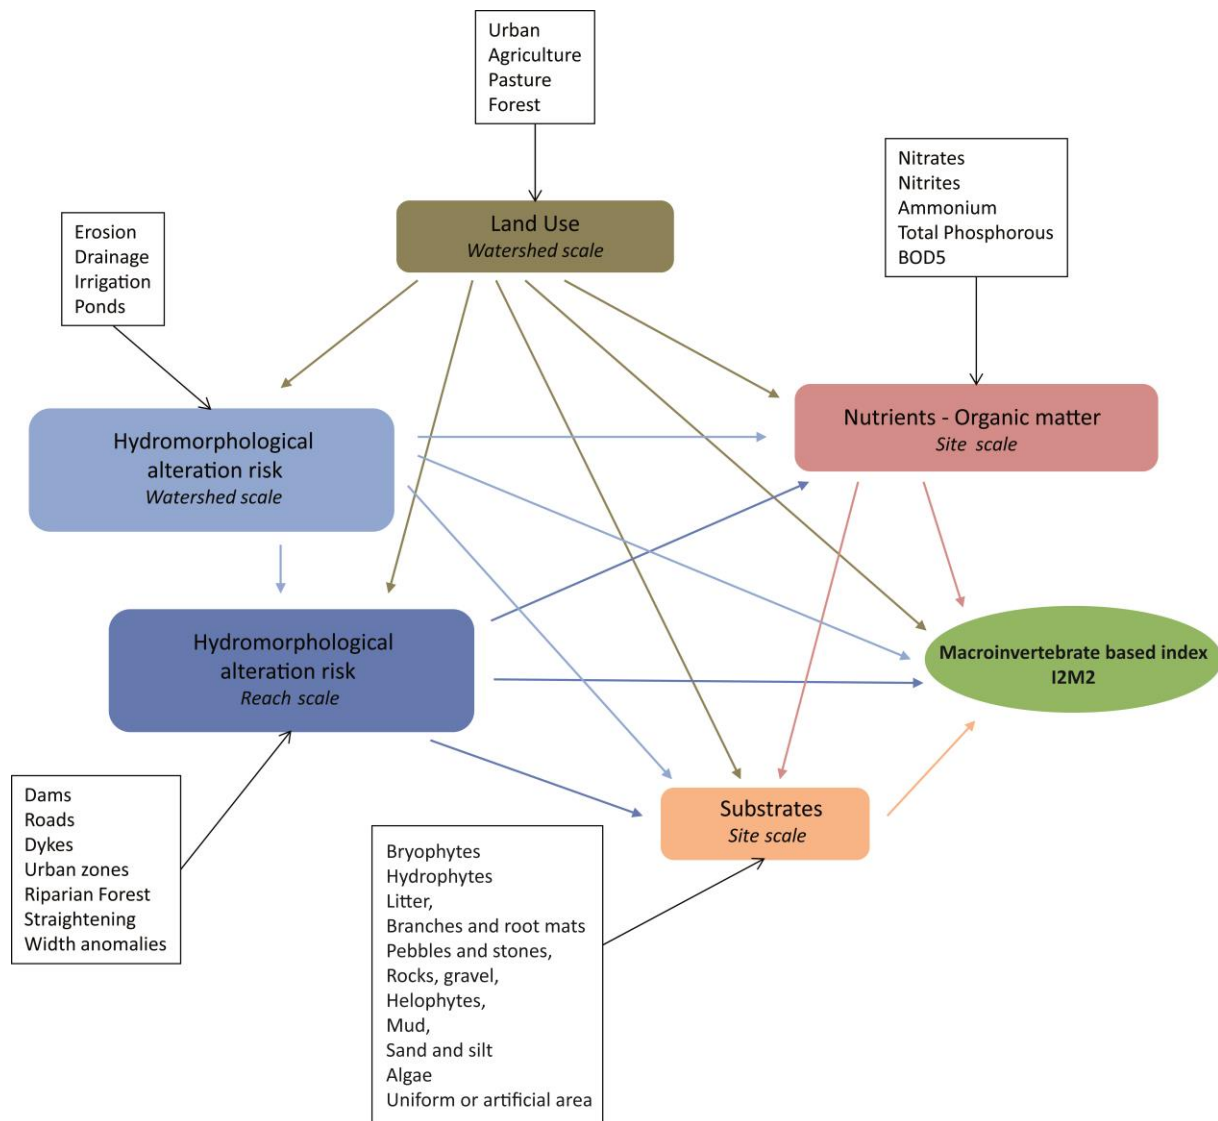 Urban
Agriculture
Pasture
Forest
Nitrates
Nitrites
Ammonium
Total Phosphorous
BOD5
Land Use
Watershed scale
Erosion
Drainage
Irrigation
Ponds
Hydromorphological
alteration risk
Watershed scale
Nutrients - Organic matter
Site scale
Hydromorphological
alteration risk
Reach scale
Macroinvertebrate based index
I2M2
Dams
Roads
Dykes
Urban zones
Riparian Forest
Straightening
Width anomalies
Substrates
Site scale
Bryophytes
Hydrophytes
Litter,
Branches and root mats
Pebbles and stones,
Rocks, gravel,
Helophytes,
Mud,
Sand and silt
Algae
Uniform or artificial area